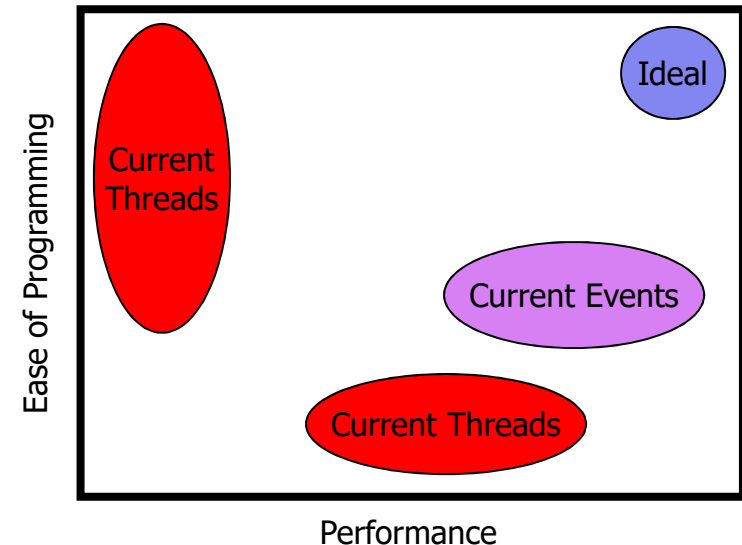 Ideal
Current
Threads
Current Events
Current Threads
Ease of Programming
Performance